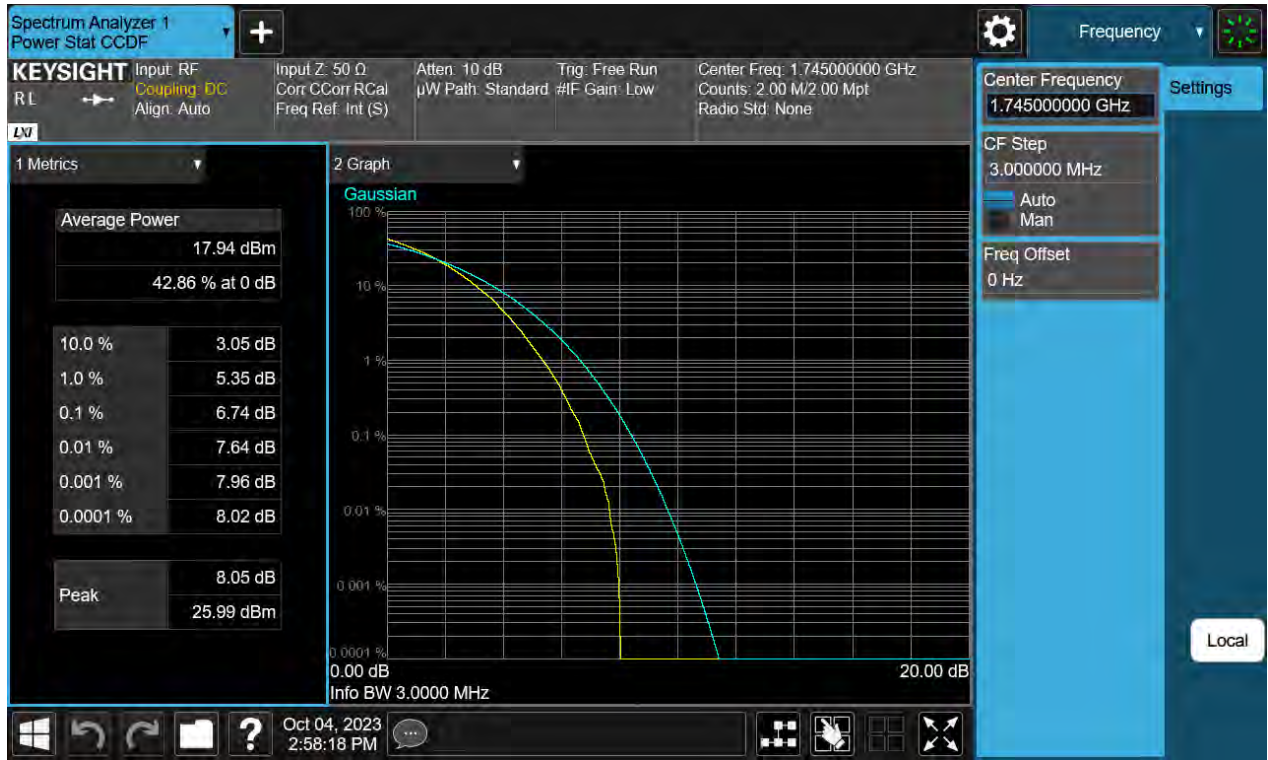 Spectrum Analyzer 1
Power Stat CCDF
Frequency
KEYSIGHT
RL
LXI
Input: RF
Coupling: DC
Align: Auto
Input Z: 50 Ω
Corr CCorr RCal
Freq Ref: Int (S)
Atten: 10 dB
µW Path: Standard
Trig: Free Run
#IF Gain: Low
Center Freq: 1.745000000 GHz
Counts: 2.00 M/2.00 Mpt
Radio Std: None
Center Frequency
1.745000000 GHz
Settings
CF Step
3.000000 MHz
Auto
Man
Freq Offset
0 Hz
Local
1 Metrics
Average Power
17.94 dBm
42.86 % at 0 dB
10.0 % 3.05 dB
1.0 % 5.35 dB
0.1 % 6.74 dB
0.01 % 7.64 dB
0.001 % 7.96 dB
0.0001 % 8.02 dB
Peak
8.05 dB
25.99 dBm
2 Graph
Gaussian
100 %
10 %
1 %
0.1 %
0.01 %
0.001 %
0.0001 %
0.00 dB
20.00 dB
Info BW 3.0000 MHz
Oct 04, 2023
2:58:18 PM